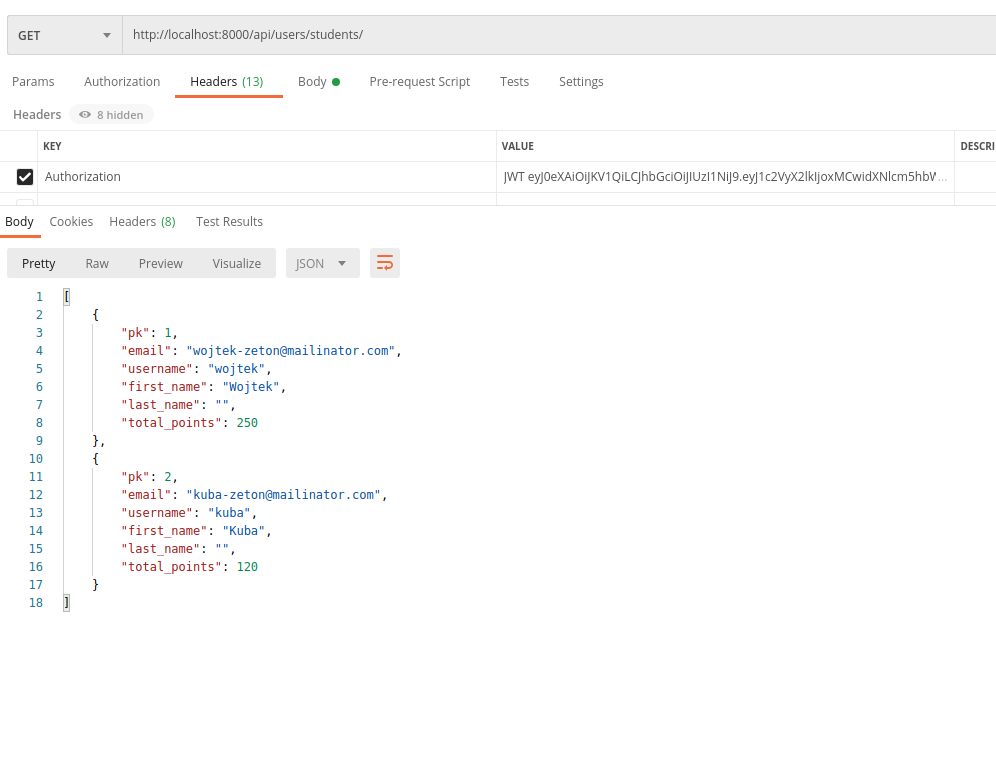 GET http://localhost:8000/api/users/students/
Params Authorization Headers (13) Body Pre-request Script Tests Settings
Headers 8 hidden
KEY VALUE DESCRI
Authorization JWT eyJ0eXAiOiJKV1QiLCJhbGciOiJIUzI1NiJ9.eyJ1c2VyX2lkIjoxMCwidXNlcm5hbW...
Body Cookies Headers (8) Test Results
Pretty Raw Preview Visualize JSON
1 [
2 {
3 "pk": 1,
4 "email": "wojtek-zeton@mailinator.com",
5 "username": "wojtek",
6 "first_name": "Wojtek",
7 "last_name": "",
8 "total_points": 250
9 },
10 {
11 "pk": 2,
12 "email": "kuba-zeton@mailinator.com",
13 "username": "kuba",
14 "first_name": "Kuba",
15 "last_name": "",
16 "total_points": 120
17 }
18 ]